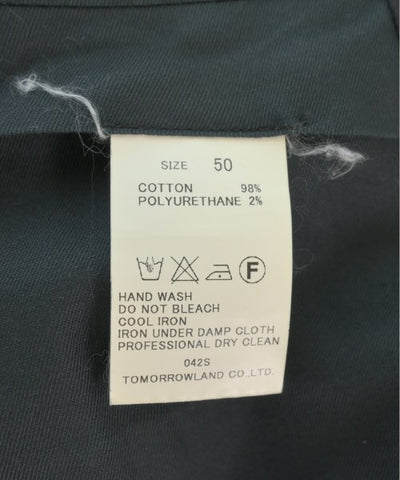 SIZE 50
COTTON 98%
POLYURETHANE 2%
F
HAND WASH
DO NOT BLEACH
COOL IRON
IRON UNDER DAMP CLOTH
PROFESSIONAL DRY CLEAN
042S
TOMORROWLAND CO.,LTD.